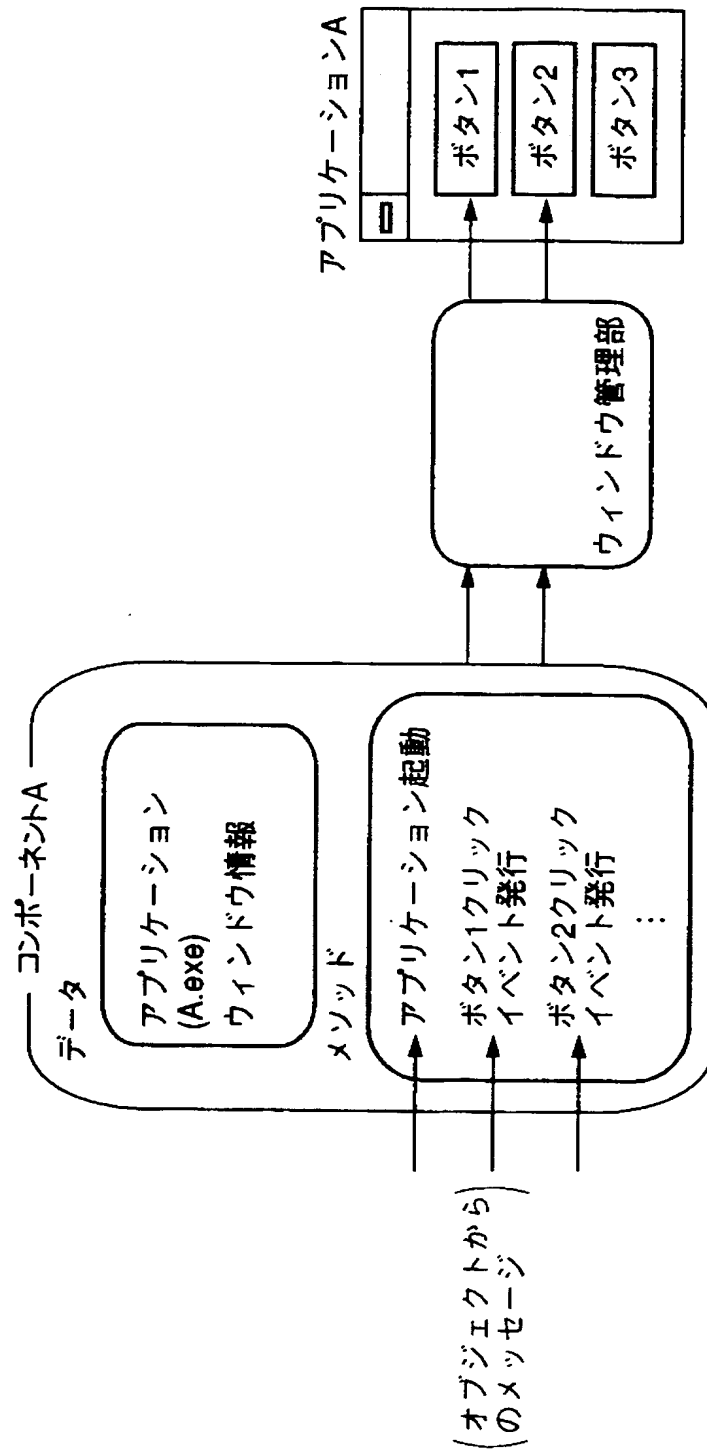 コンポーネントA
データ
アプリケーション
(A.exe)
ウィンドウ情報
メソッド
アプリケーション起動
ボタン1クリック
イベント発行
ボタン2クリック
イベント発行
⋮
(オブジェクトから
のメッセージ)
ウィンドウ管理部
アプリケーションA
ボタン1
ボタン2
ボタン3